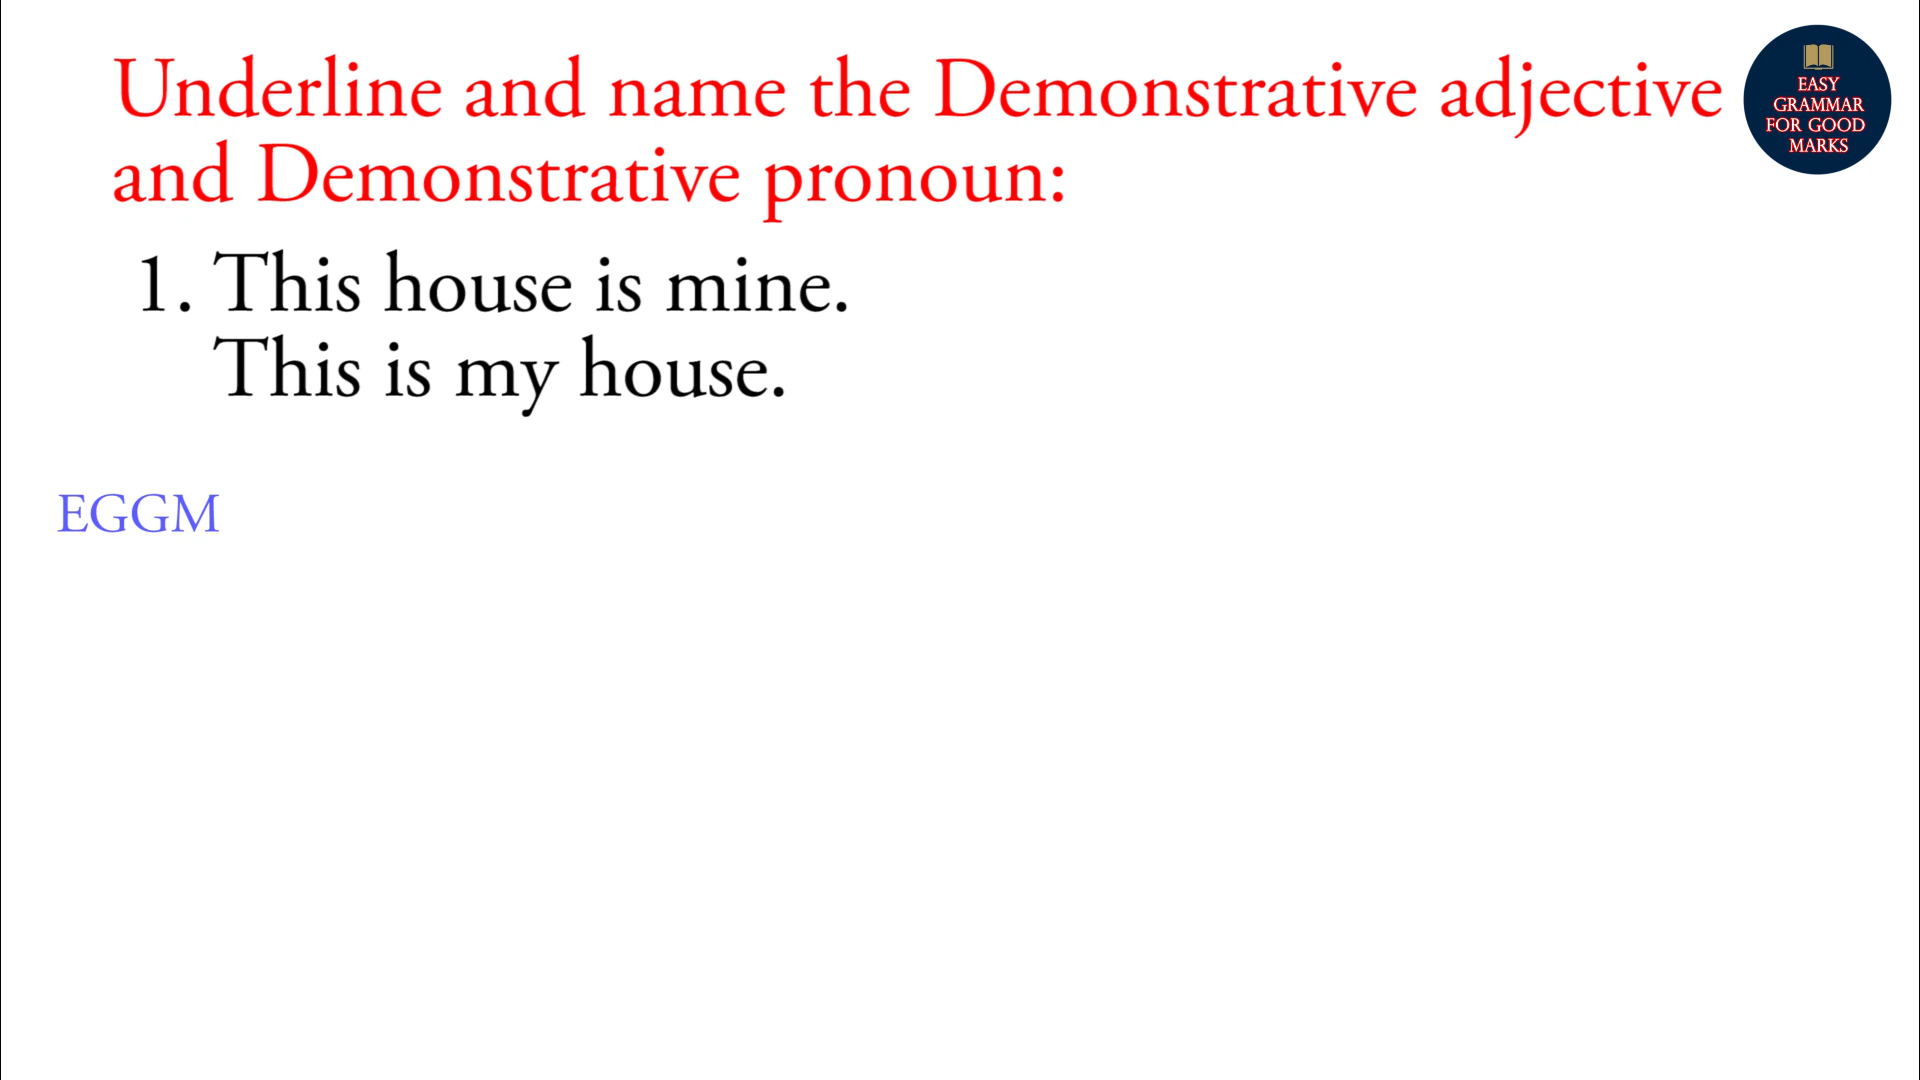 Underline and name the Demonstrative adjective
and Demonstrative pronoun:
1. This house is mine.
This is my house.
EGGM
EASY
GRAMMAR
FOR GOOD
MARKS